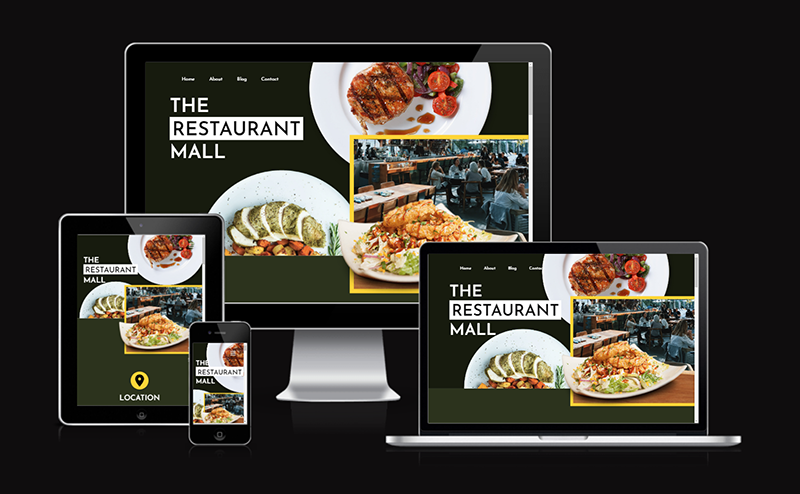 Home About Blog Contact
THE
RESTAURANT
MALL
THE
RESTAURANT
MALL
LOCATION
THE
RESTAURANT
MALL
Home About Blog
THE
RESTAURANT
MALL